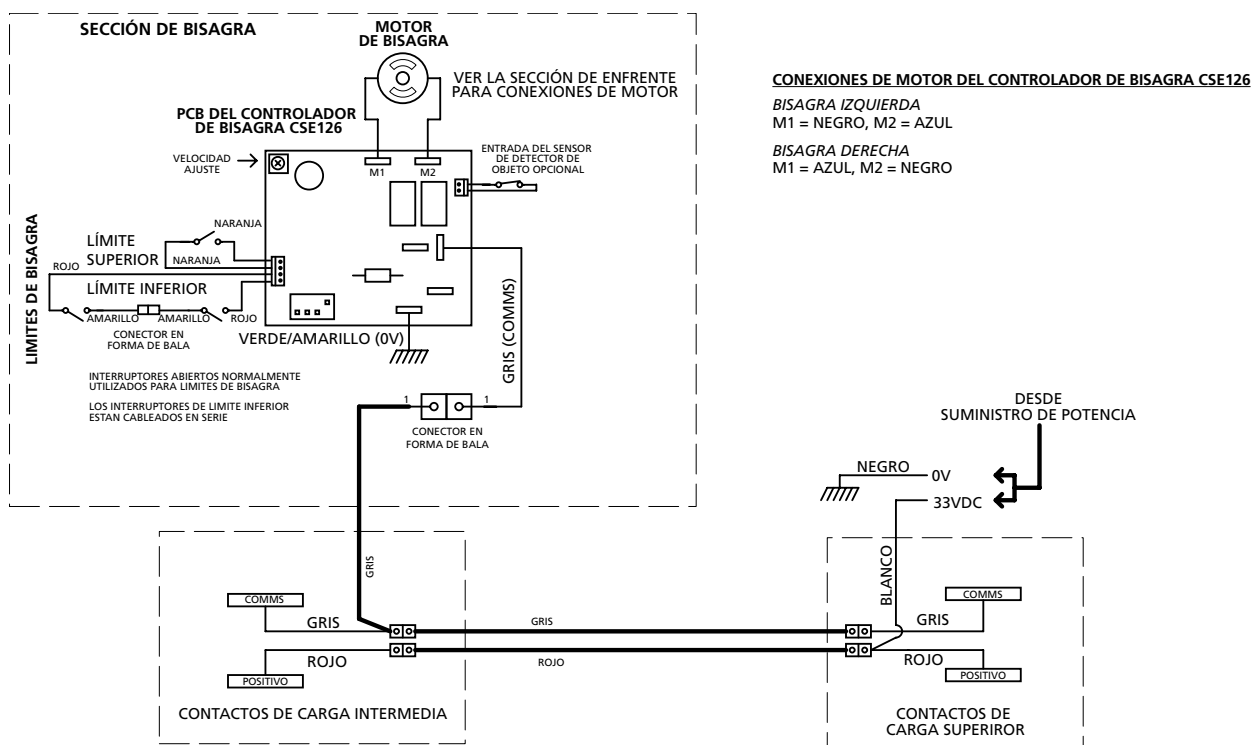 SECCIÓN DE BISAGRA
MOTOR
DE BISAGRA
VER LA SECCIÓN DE ENFRENTE
PARA CONEXIONES DE MOTOR
PCB DEL CONTROLADOR
DE BISAGRA CSE126
VELOCIDAD
AJUSTE
M1
M2
ENTRADA DEL SENSOR
DE DETECTOR DE
OBJETO OPCIONAL
LIMITES DE BISAGRA
NARANJA
LÍMITE
SUPERIOR
NARANJA
ROJO
LÍMITE INFERIOR
AMARILLO
AMARILLO
ROJO
CONECTOR EN
FORMA DE BALA
VERDE/AMARILLO (0V)
GRIS (COMMS)
INTERRUPTORES ABIERTOS NORMALMENTE
UTILIZADOS PARA LIMITES DE BISAGRA
LOS INTERRUPTORES DE LIMITE INFERIOR
ESTAN CABLEADOS EN SERIE
1
1
CONECTOR EN
FORMA DE BALA
CONEXIONES DE MOTOR DEL CONTROLADOR DE BISAGRA CSE126
BISAGRA IZQUIERDA
M1 = NEGRO, M2 = AZUL
BISAGRA DERECHA
M1 = AZUL, M2 = NEGRO
DESDE
SUMINISTRO DE POTENCIA
NEGRO
0V
33VDC
BLANCO
GRIS
COMMS
GRIS
ROJO
POSITIVO
CONTACTOS DE CARGA INTERMEDIA
GRIS
ROJO
COMMS
GRIS
ROJO
POSITIVO
CONTACTOS DE
CARGA SUPERIROR